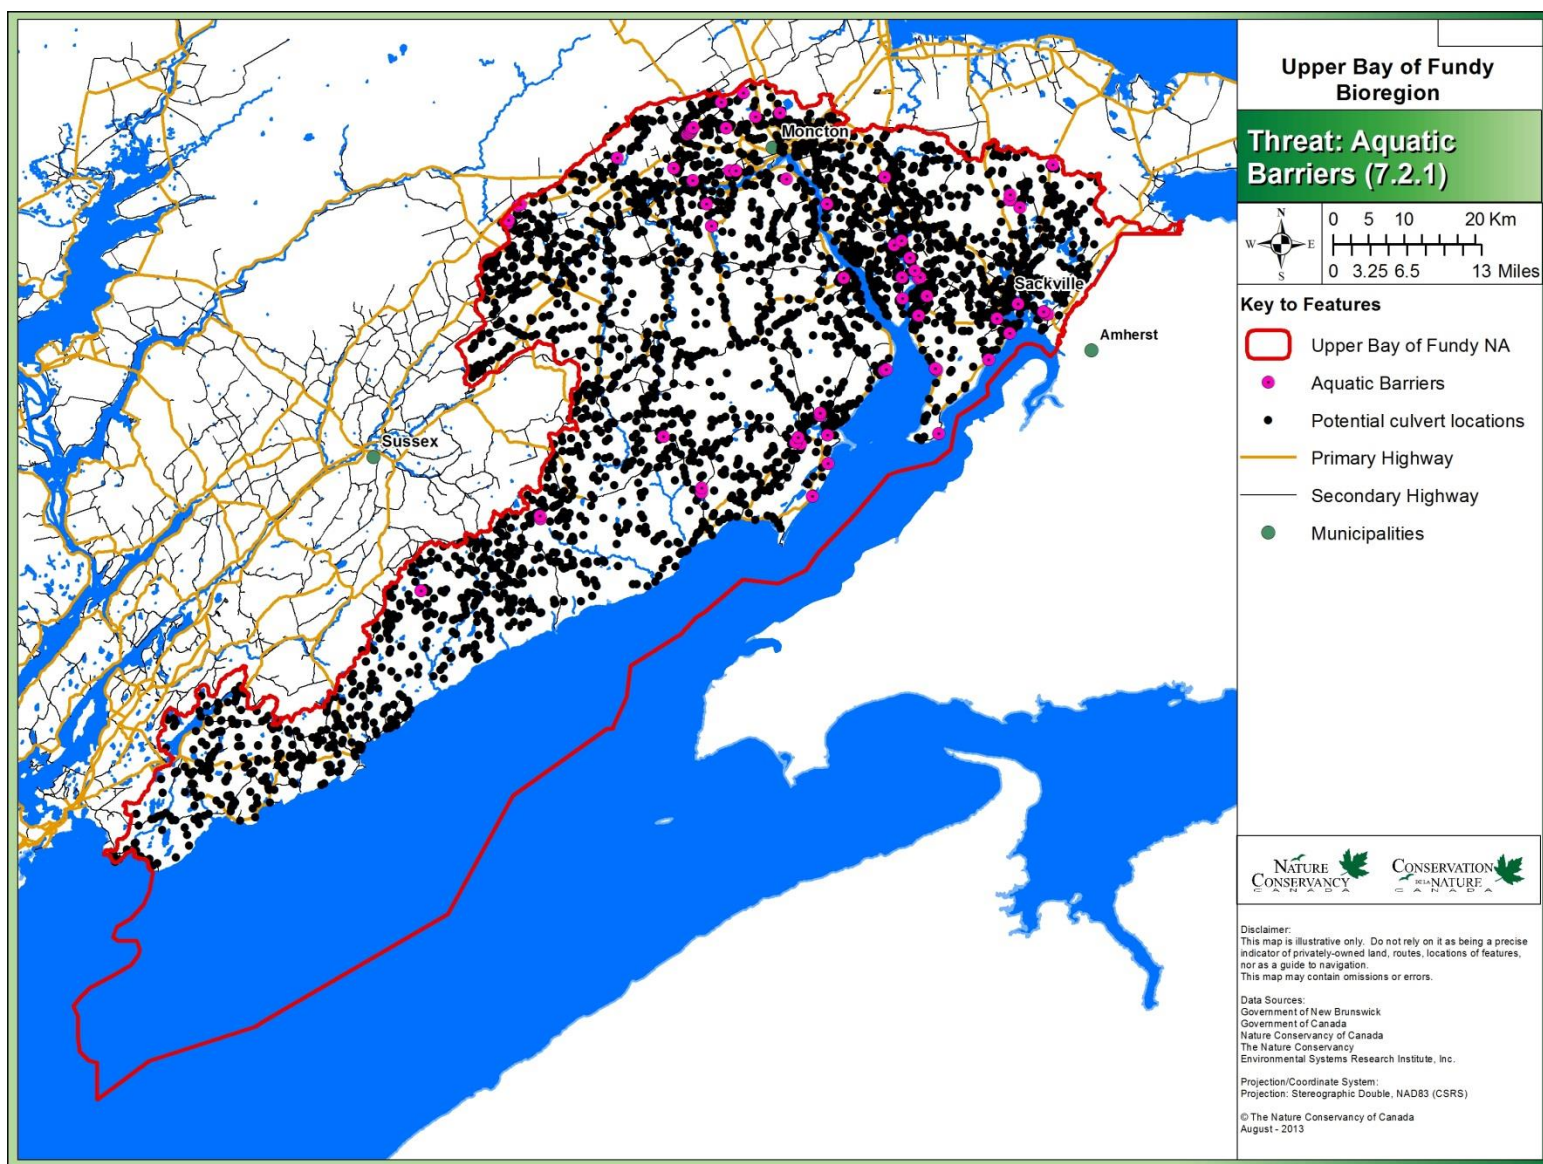 Upper Bay of Fundy
Bioregion
Threat: Aquatic
Barriers (7.2.1)
N
W E
S
0 5 10 20 Km
0 3.25 6.5 13 Miles
Key to Features
Upper Bay of Fundy NA
Aquatic Barriers
Potential culvert locations
Primary Highway
Secondary Highway
Municipalities
Moncton
Sackville
Amherst
Sussex
NATURE
CONSERVANCY
CANADA
CONSERVATION
DE LA NATURE
CANADA
Disclaimer:
This map is illustrative only. Do not rely on it as being a precise
indicator of privately-owned land, routes, locations of features,
nor as a guide to navigation.
This map may contain omissions or errors.
Data Sources:
Government of New Brunswick
Government of Canada
Nature Conservancy of Canada
The Nature Conservancy
Environmental Systems Research Institute, Inc.
Projection/Coordinate System:
Projection: Stereographic Double, NAD83 (CSRS)
© The Nature Conservancy of Canada
August - 2013